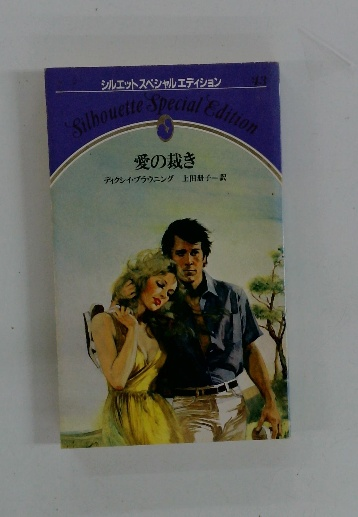 シルエットスペシャルエディション
Silhouette Special Edition
愛の裁き
ディクシィ・ブラウニング 上田冊子―訳